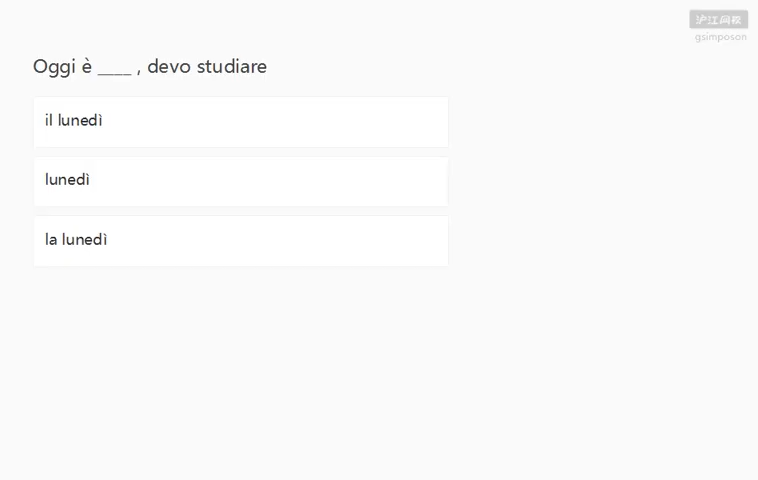 沪江网校
gsimposon
Oggi è ____ , devo studiare
il lunedì
lunedì
la lunedì